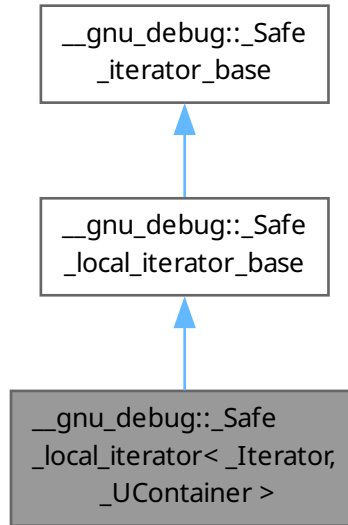 __gnu_debug::_Safe
_iterator_base
__gnu_debug::_Safe
_local_iterator_base
__gnu_debug::_Safe
_local_iterator< _Iterator,
_UContainer >